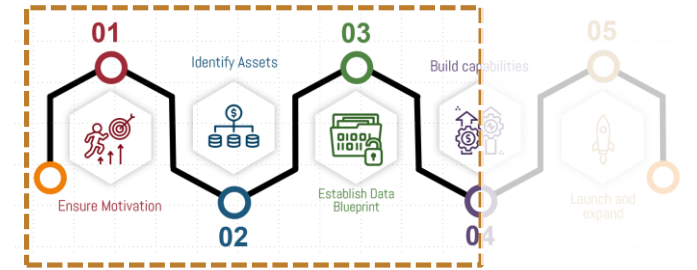 01
Ensure Motivation
Identify Assets
02
03
Establish Data
Blueprint
Build capabilities
04
05
Launch and
expand